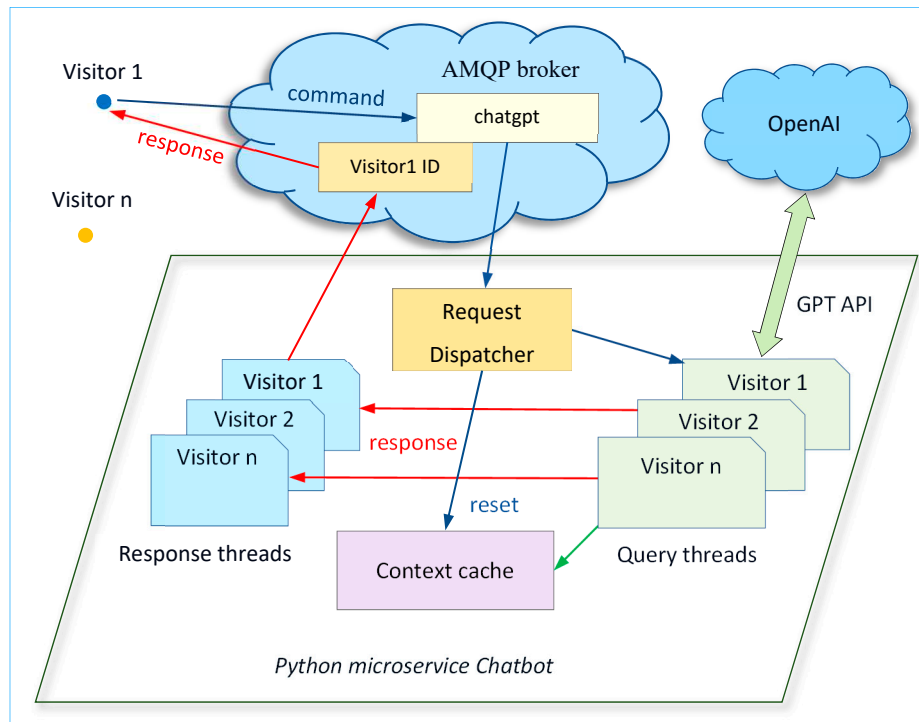 Visitor 1
AMQP broker
command
chatgpt
OpenAI
response
Visitor1 ID
Visitor n
Request
Dispatcher
GPT API
Visitor 1
Visitor 1
Visitor 2
Visitor 2
response
Visitor n
Visitor n
reset
Response threads
Query threads
Context cache
Python microservice Chatbot